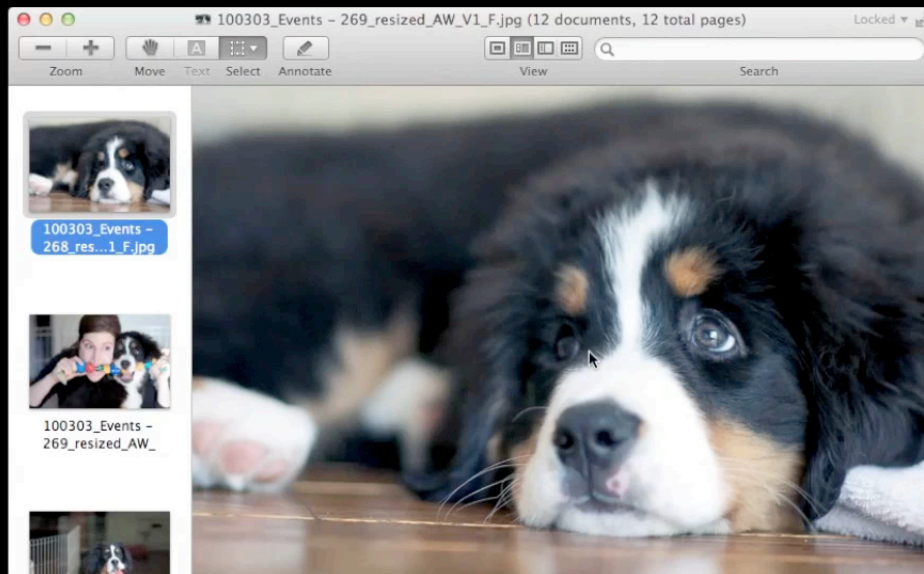 100303_Events – 269_resized_AW_V1_F.jpg (12 documents, 12 total pages)
Locked
Zoom
Move
Text
Select
Annotate
View
Search
100303_Events –
268_res...1_F.jpg
100303_Events –
269_resized_AW_